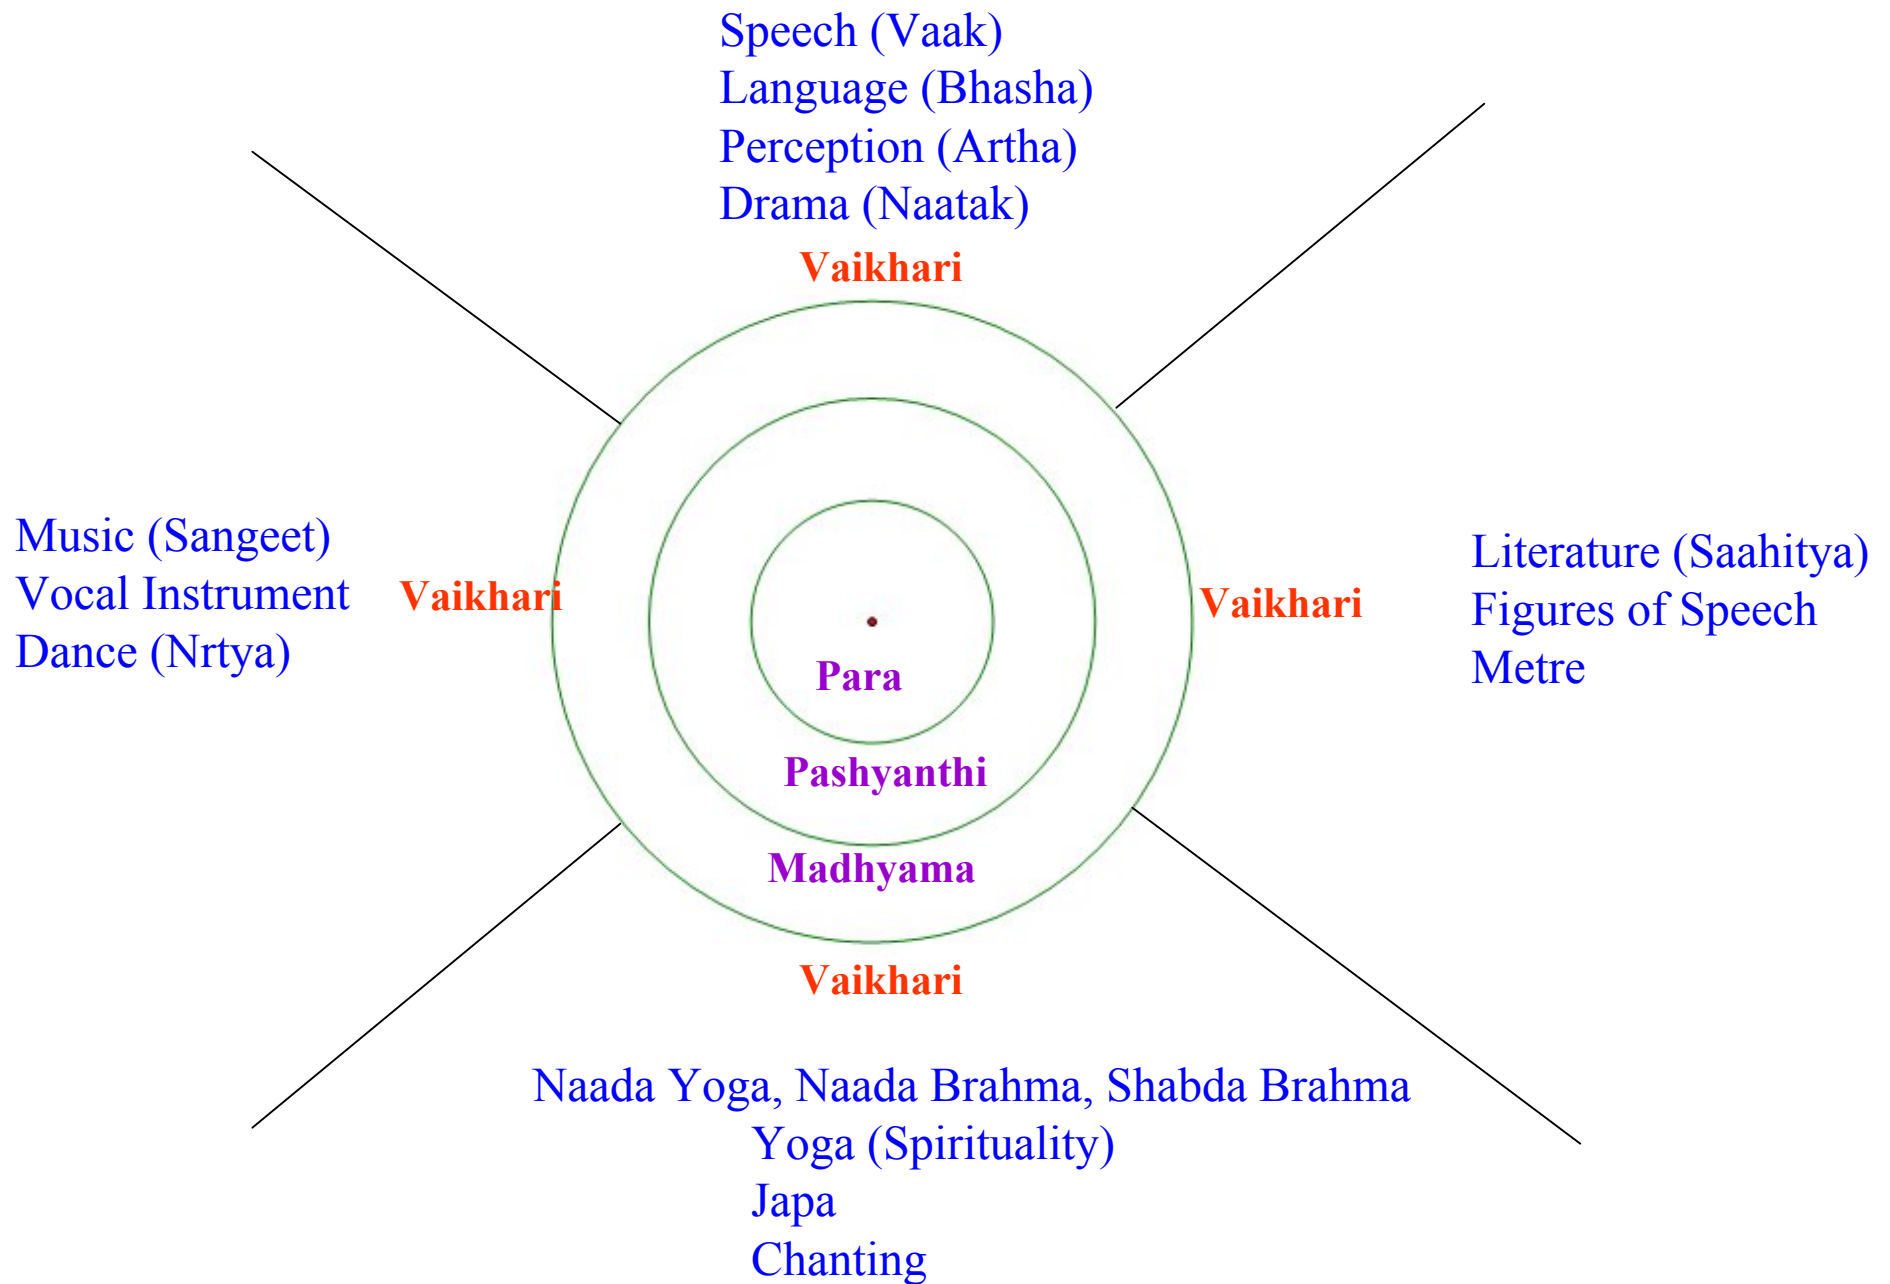 Speech (Vaak)
Language (Bhasha)
Perception (Artha)
Drama (Naatak)
Vaikhari
Music (Sangeet)
Vocal Instrument
Dance (Nrtya)
Vaikhari
Vaikhari
Literature (Saahitya)
Figures of Speech
Metre
Para
Pashyanthi
Madhyama
Vaikhari
Naada Yoga, Naada Brahma, Shabda Brahma
Yoga (Spirituality)
Japa
Chanting